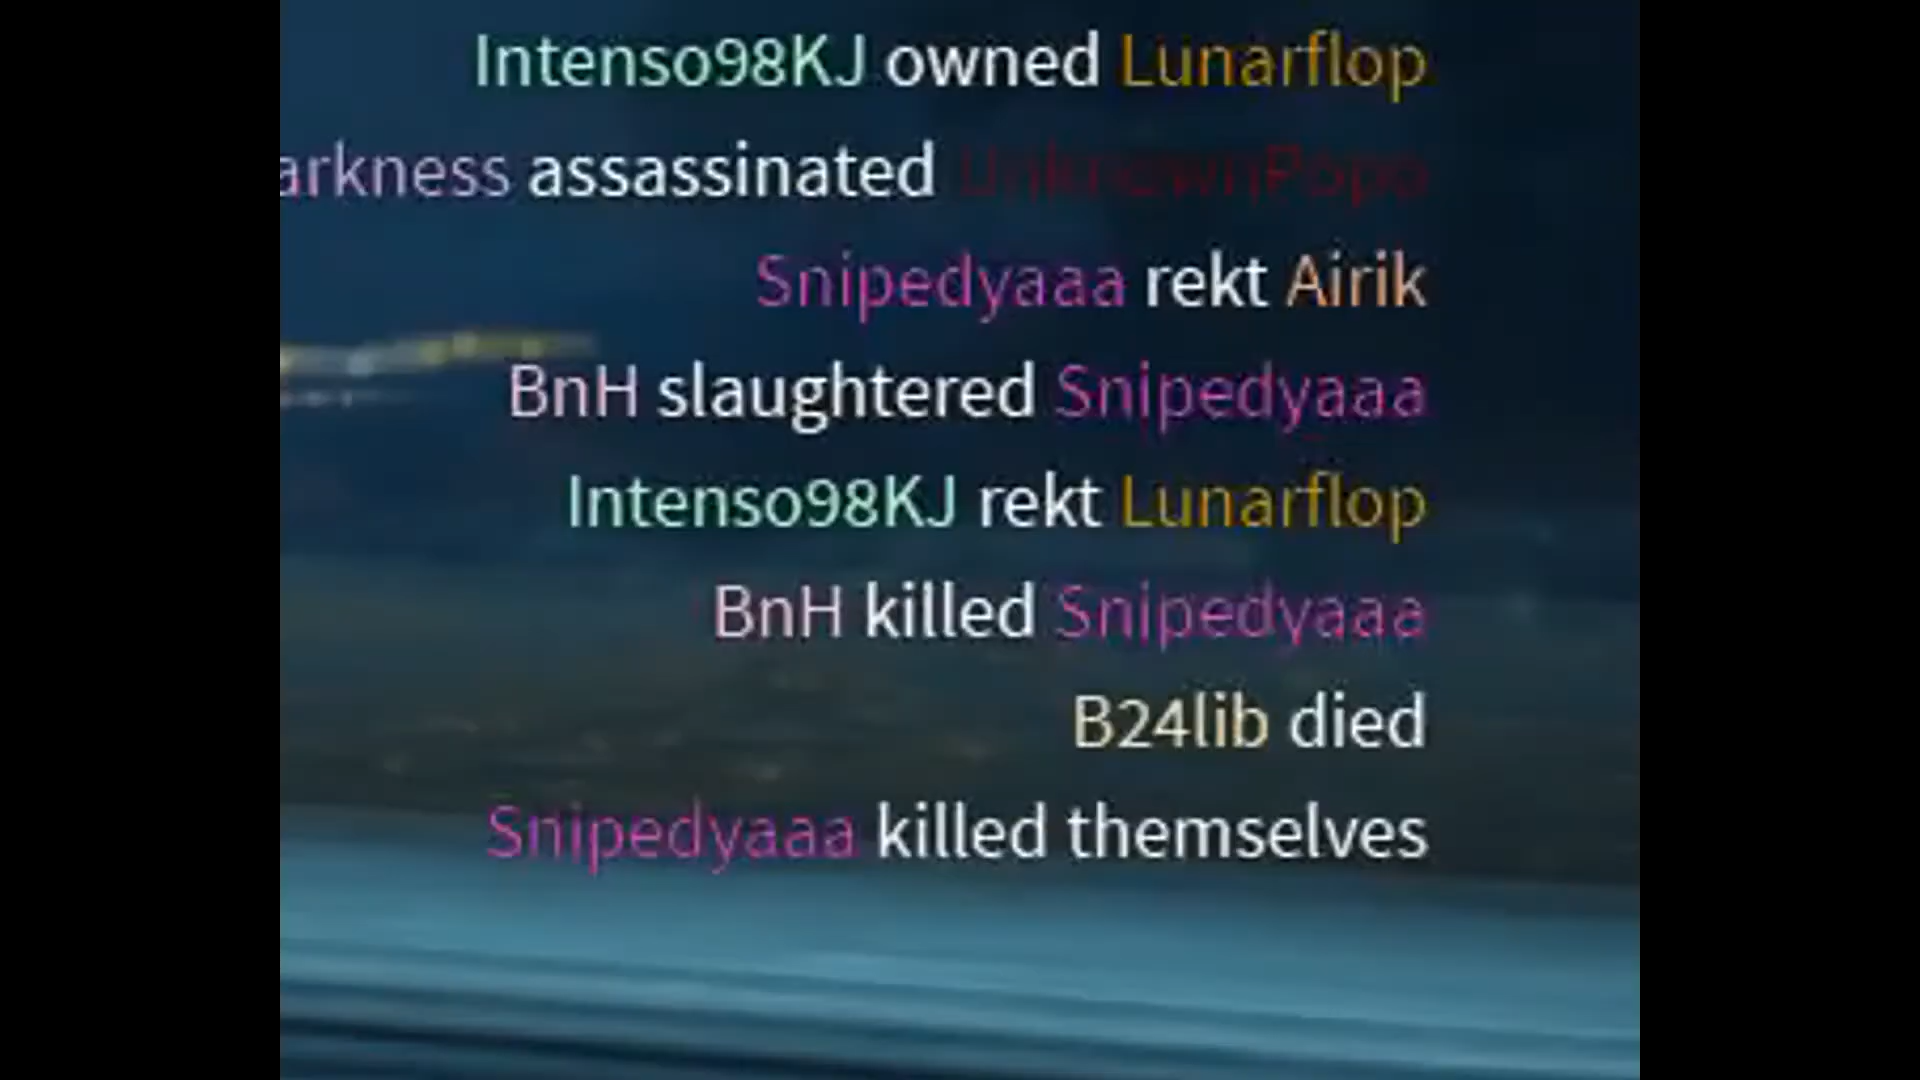 Intenso98KJ owned Lunarflop
arkness assassinated UnknownPopo
Snipedyaaa rekt Airik
BnH slaughtered Snipedyaaa
Intenso98KJ rekt Lunarflop
BnH killed Snipedyaaa
B24lib died
Snipedyaaa killed themselves